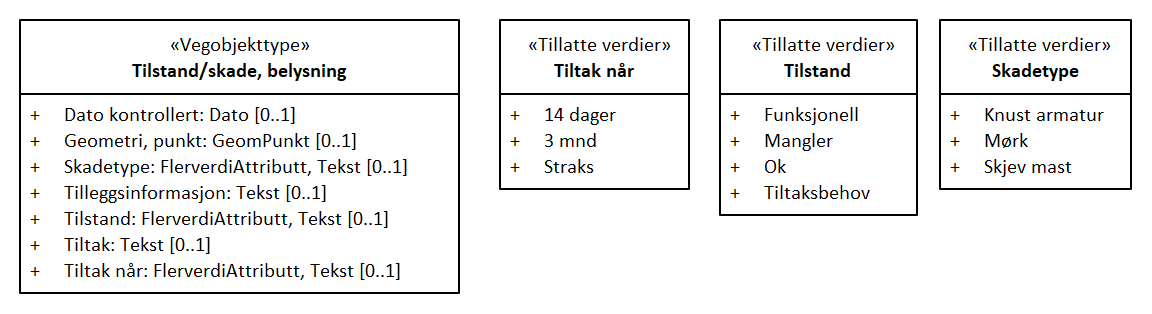 «Vegobjekttype»
Tilstand/skade, belysning
+ Dato kontrollert: Dato [0..1]
+ Geometri, punkt: GeomPunkt [0..1]
+ Skadetype: FlerverdiAttributt, Tekst [0..1]
+ Tilleggsinformasjon: Tekst [0..1]
+ Tilstand: FlerverdiAttributt, Tekst [0..1]
+ Tiltak: Tekst [0..1]
+ Tiltak når: FlerverdiAttributt, Tekst [0..1]
«Tillatte verdier»
Tiltak når
+ 14 dager
+ 3 mnd
+ Straks
«Tillatte verdier»
Tilstand
+ Funksjonell
+ Mangler
+ Ok
+ Tiltaksbehov
«Tillatte verdier»
Skadetype
+ Knust armatur
+ Mørk
+ Skjev mast